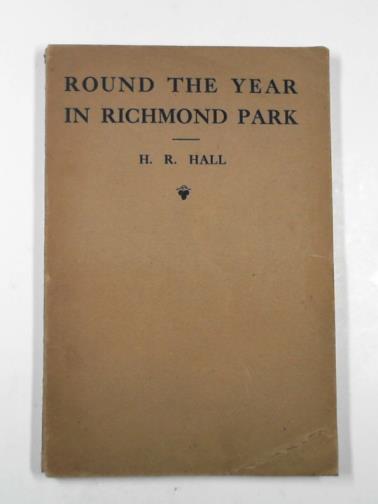 ROUND THE YEAR
IN RICHMOND PARK
H. R. HALL